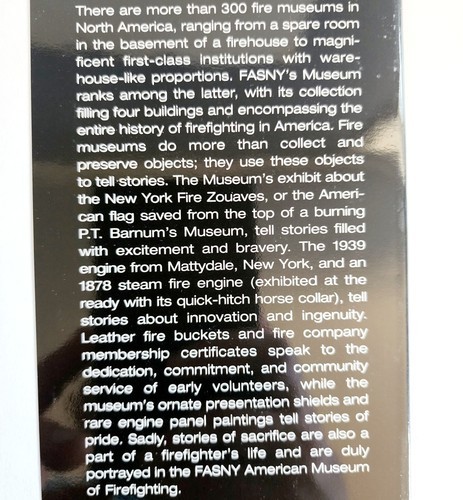 There are more than 300 fire museums in
North America, ranging from a spare room
in the basement of a firehouse to magni-
ficent first-class institutions with ware-
house-like proportions. FASNY's Museum
ranks among the latter, with its collection
filling four buildings and encompassing the
entire history of firefighting in America. Fire
museums do more than collect and
preserve objects; they use these objects
to tell stories. The Museum's exhibit about
the New York Fire Zouaves, or the Ameri-
can flag saved from the top of a burning
P.T. Barnum's Museum, tell stories filled
with excitement and bravery. The 1939
engine from Mattydale, New York, and an
1878 steam fire engine (exhibited at the
ready with its quick-hitch horse collar), tell
stories about innovation and ingenuity.
Leather fire buckets and fire company
membership certificates speak to the
dedication, commitment, and community
service of early volunteers, while the
museum's ornate presentation shields and
rare engine panel paintings tell stories of
pride. Sadly, stories of sacrifice are also a
part of a firefighter's life and are duly
portrayed in the FASNY American Museum
of Firefighting.